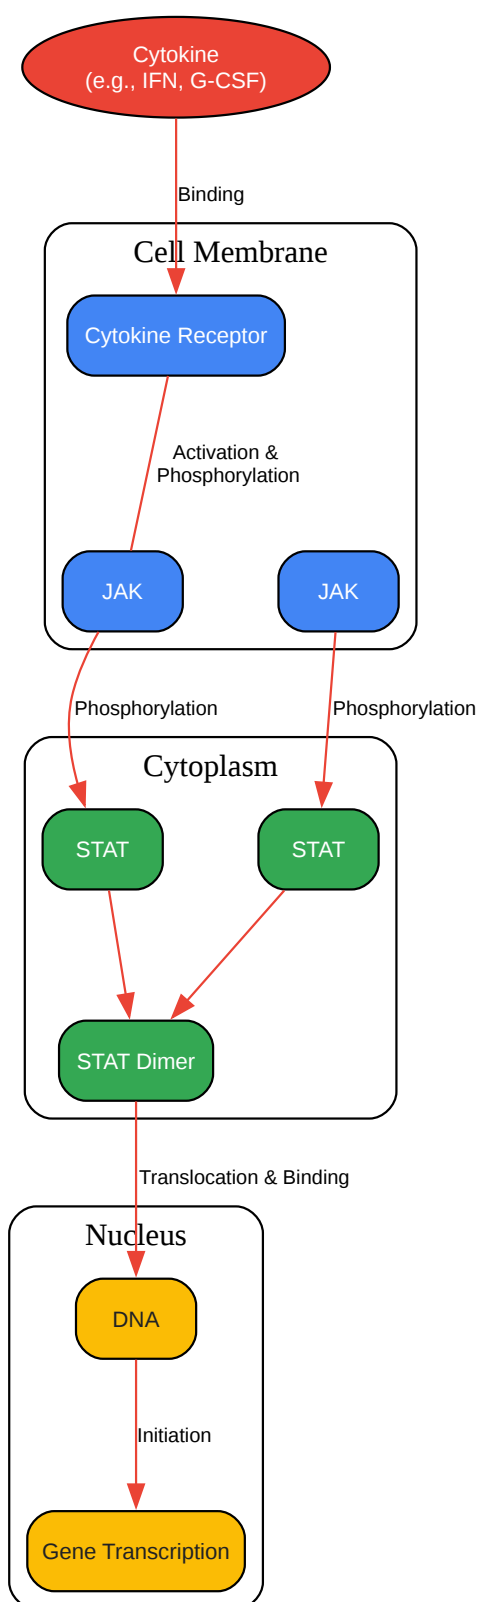 Cytokine
(e.g., IFN, G-CSF)
Binding
Cell Membrane
Cytokine Receptor
Activation &
Phosphorylation
JAK
JAK
Phosphorylation
Phosphorylation
Cytoplasm
STAT
STAT
STAT Dimer
Translocation & Binding
Nucleus
DNA
Initiation
Gene Transcription